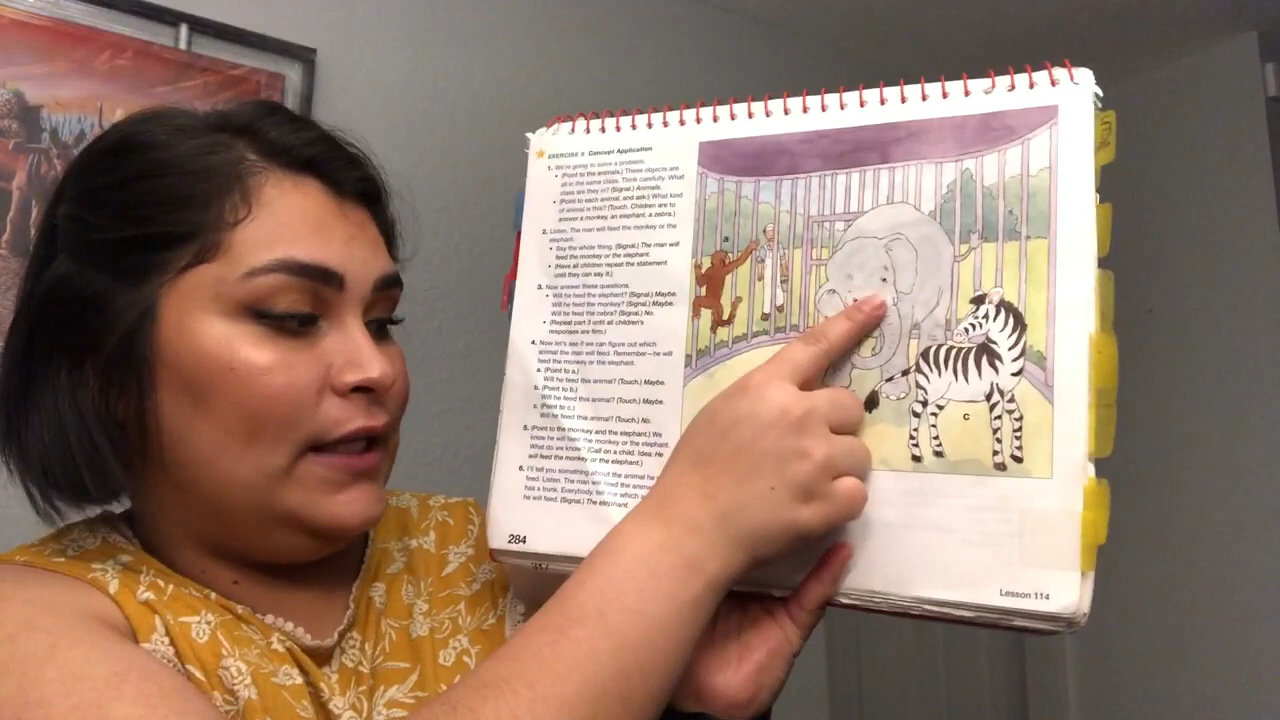 EXERCISE 8 Concept Application
1. We're going to solve a problem.
• (Point to the animals.) These objects are
all in the same class. Think carefully. What
class are they in? (Signal.) Animals.
• (Point to each animal, and ask:) What kind
of animal is this? (Touch. Children are to
answer a monkey, an elephant, a zebra.)
2. Listen. The man will feed the monkey or the
elephant.
• Say the whole thing. (Signal.) The man will
feed the monkey or the elephant.
• (Have all children repeat the statement
until they can say it.)
3. Now answer these questions.
• Will he feed the elephant? (Signal.) Maybe.
Will he feed the monkey? (Signal.) Maybe.
Will he feed the zebra? (Signal.) No.
• (Repeat part 3 until all children's
responses are firm.)
4. Now let's see if we can figure out which
animal the man will feed. Remember—he will
feed the monkey or the elephant.
a. (Point to a.)
Will he feed this animal? (Touch.) Maybe.
b. (Point to b.)
Will he feed this animal? (Touch.) Maybe.
c. (Point to c.)
Will he feed this animal? (Touch.) No.
5. (Point to the monkey and the elephant.) We
know he will feed the monkey or the elephant.
What do we know? (Call on a child. Idea: He
will feed the monkey or the elephant.)
6. I'll tell you something about the animal he
feed. Listen. The man will feed the
has a trunk. Everybody, tell me which
he will feed. (Signal.) The elephant.
a
c
284
Lesson 114